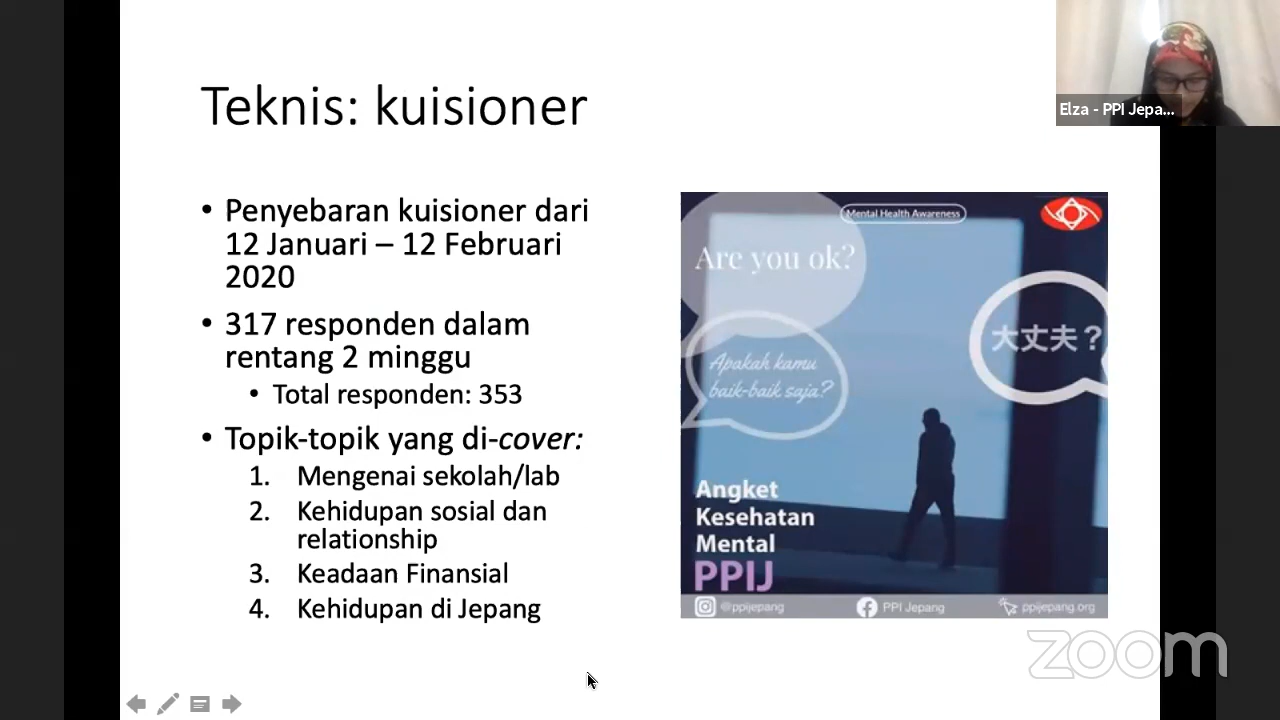 Teknis: kuisioner
Elza - PPI Jepa...
• Penyebaran kuisioner dari
12 Januari – 12 Februari
2020
• 317 responden dalam
rentang 2 minggu
• Total responden: 353
• Topik-topik yang di-cover:
1. Mengenai sekolah/lab
2. Kehidupan sosial dan
relationship
3. Keadaan Finansial
4. Kehidupan di Jepang
Mental Health Awareness
Are you ok?
大丈夫？
Apakah kamu
baik-baik saja?
Angket
Kesehatan
Mental
PPIJ
@ppijepang
PPI Jepang
ppijepang.org
zoom